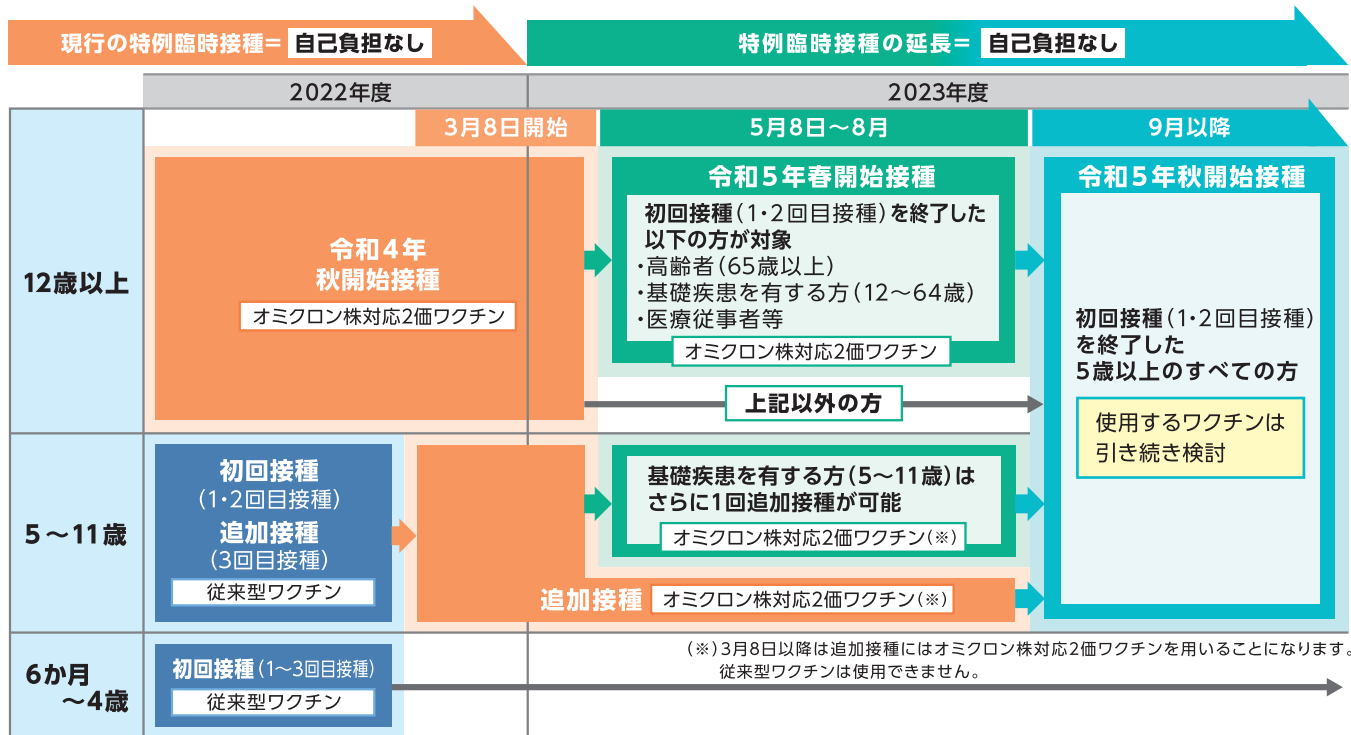 現行の特例臨時接種= 自己負担なし
特例臨時接種の延長= 自己負担なし
2022年度
2023年度
3月8日開始
5月8日～8月
9月以降
12歳以上
令和4年
秋開始接種
オミクロン株対応2価ワクチン
令和5年春開始接種
初回接種(1・2回目接種)を終了した
以下の方が対象
・高齢者(65歳以上)
・基礎疾患を有する方(12～64歳)
・医療従事者等
オミクロン株対応2価ワクチン
上記以外の方
令和5年秋開始接種
初回接種(1・2回目接種)
を終了した
5歳以上のすべての方
使用するワクチンは
引き続き検討
5～11歳
初回接種
(1・2回目接種)
追加接種
(3回目接種)
従来型ワクチン
基礎疾患を有する方(5～11歳)は
さらに1回追加接種が可能
オミクロン株対応2価ワクチン(※)
追加接種 オミクロン株対応2価ワクチン(※)
6か月
～4歳
初回接種(1～3回目接種)
従来型ワクチン
(※)3月8日以降は追加接種にはオミクロン株対応2価ワクチンを用いることになります。
従来型ワクチンは使用できません。